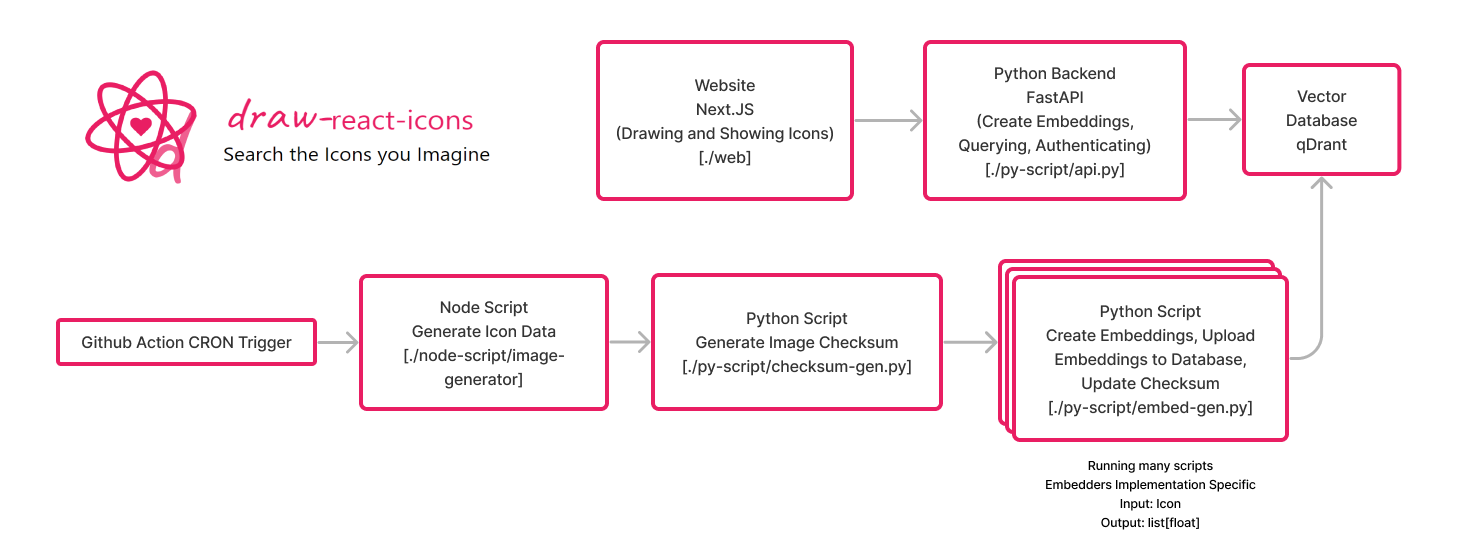 draw-react-icons
Search the Icons you Imagine
Website
Next.JS
(Drawing and Showing Icons)
[./web]
Python Backend
FastAPI
(Create Embeddings,
Querying, Authenticating)
[./py-script/api.py]
Vector
Database
qDrant
Github Action CRON Trigger
Node Script
Generate Icon Data
[./node-script/image-
generator]
Python Script
Generate Image Checksum
[./py-script/checksum-gen.py]
Python Script
Create Embeddings, Upload
Embeddings to Database,
Update Checksum
[./py-script/embed-gen.py]
Running many scripts
Embedders Implementation Specific
Input: Icon
Output: list[float]